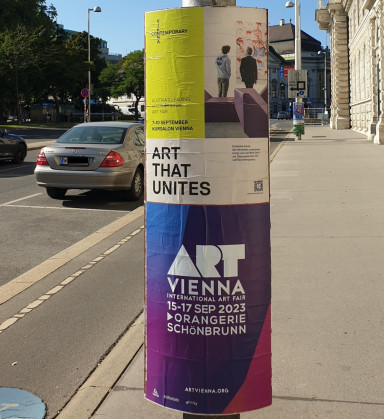 VIENNA
CONTEMPORARY
7-10 SEPTEMBER
KURSALON VIENNA
ART
THAT
UNITES
ART
VIENNA
INTERNATIONAL ART FAIR
15-17 SEP 2023
ORANGERIE
SCHÖNBRUNN
ARTVIENNA.ORG